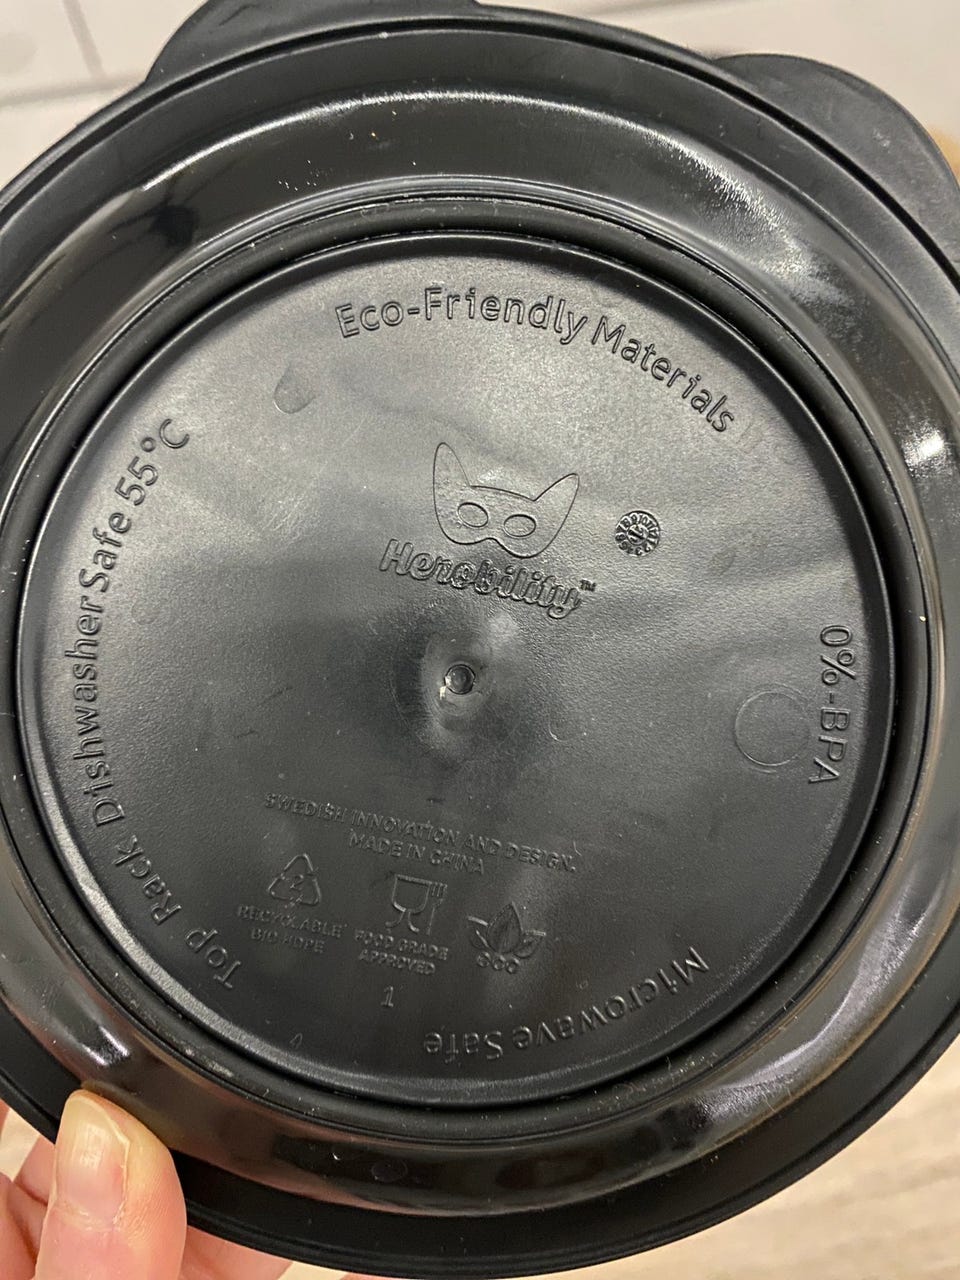 Eco-Friendly Materials
Herobility™
0%-BPA
Microwave Safe
Top Rack Dishwasher Safe 55°C
SWEDISH INNOVATION AND DESIGN.
MADE IN CHINA
2
RECYCLABLE
BIO HDPE
FOOD GRADE
APPROVED
eco
1